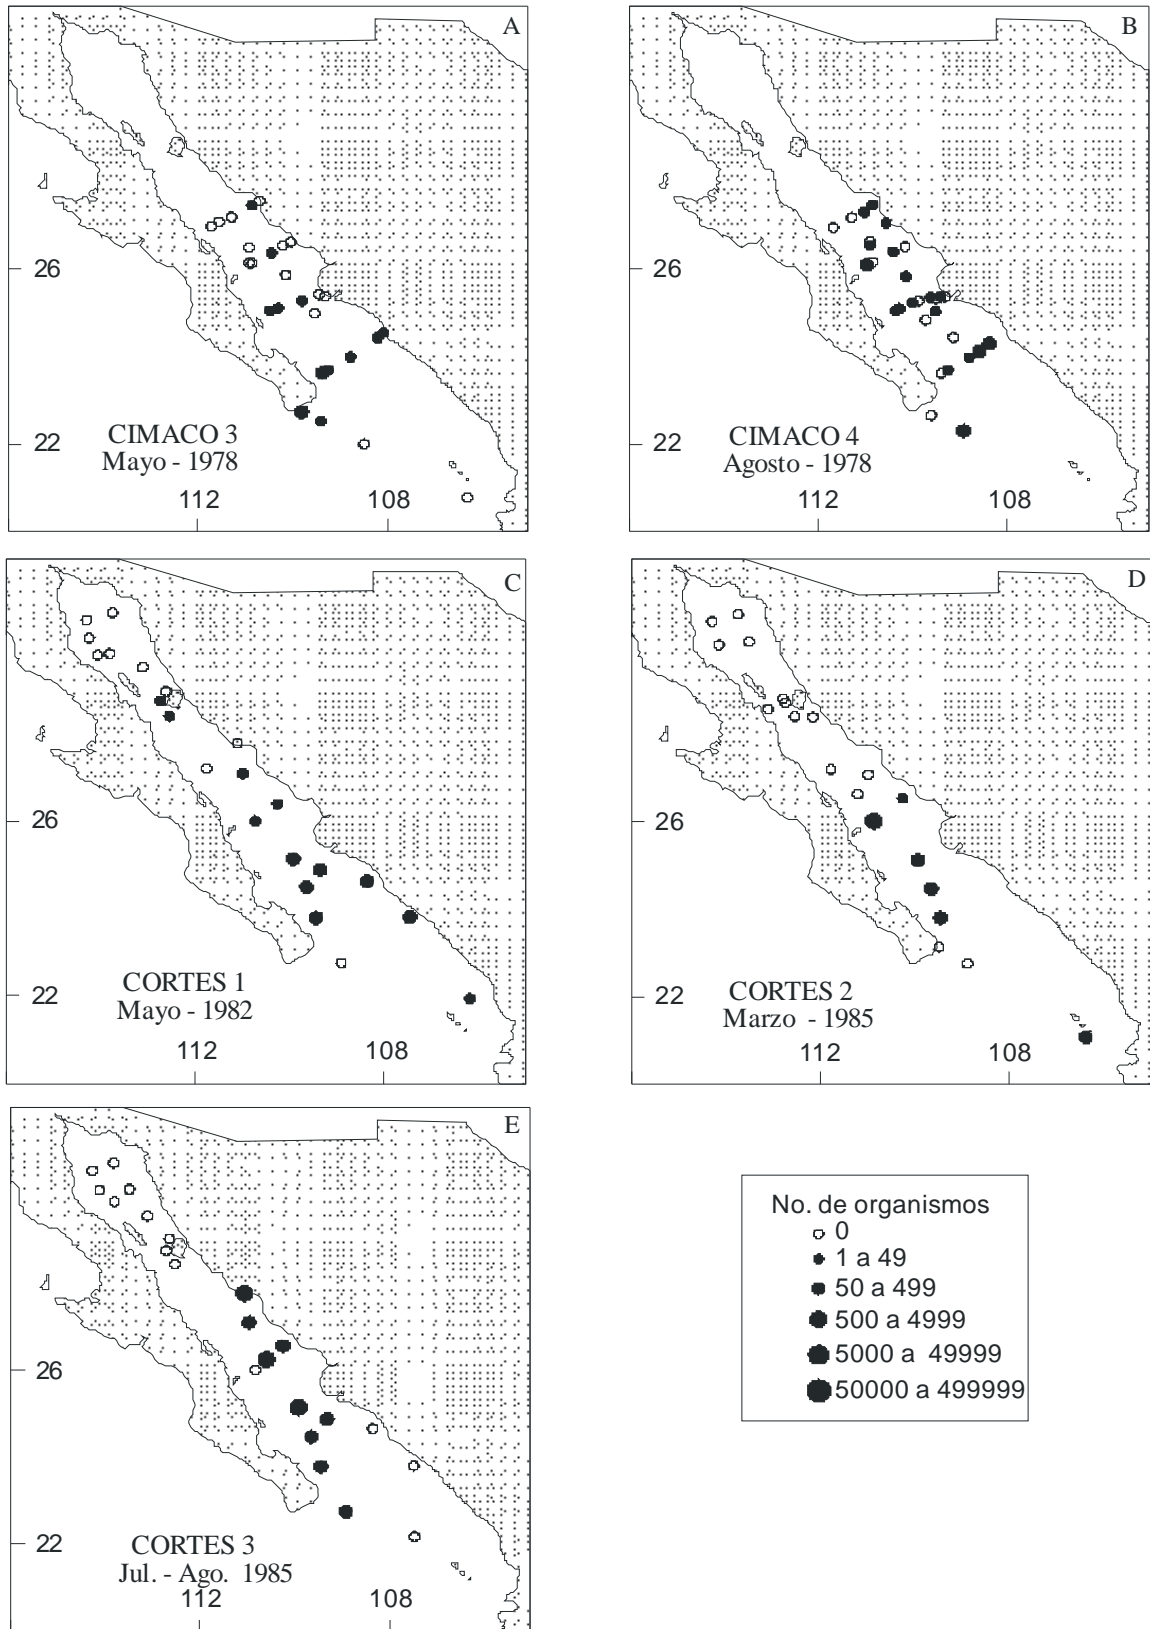 A
26
22
CIMACO 3
Mayo - 1978
112
108
B
26
22
CIMACO 4
Agosto - 1978
112
108
C
26
22
CORTES 1
Mayo - 1982
112
108
D
26
22
CORTES 2
Marzo - 1985
112
108
E
26
22
CORTES 3
Jul. - Ago. 1985
112
108
No. de organismos
0
1 a 49
50 a 499
500 a 4999
5000 a 49999
50000 a 499999